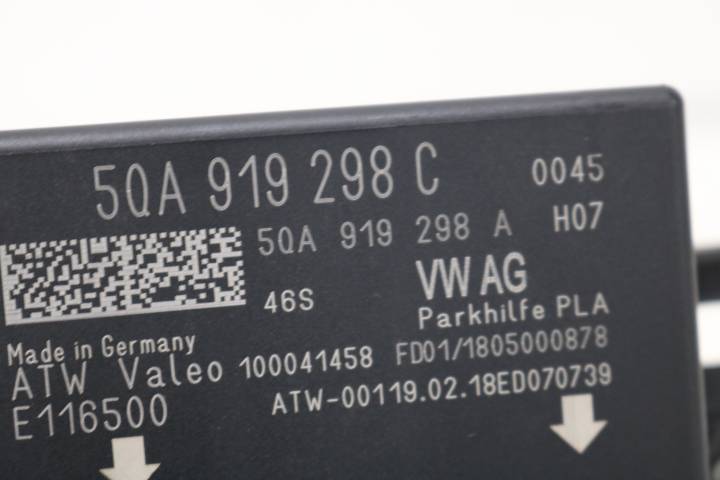 5QA 919 298 C 0045
5QA 919 298 A H07
46S VW AG
Parkhilfe PLA
Made in Germany
ATW Valeo 100041458 FD01/1805000878
E116500 ATW-00119.02.18ED070739